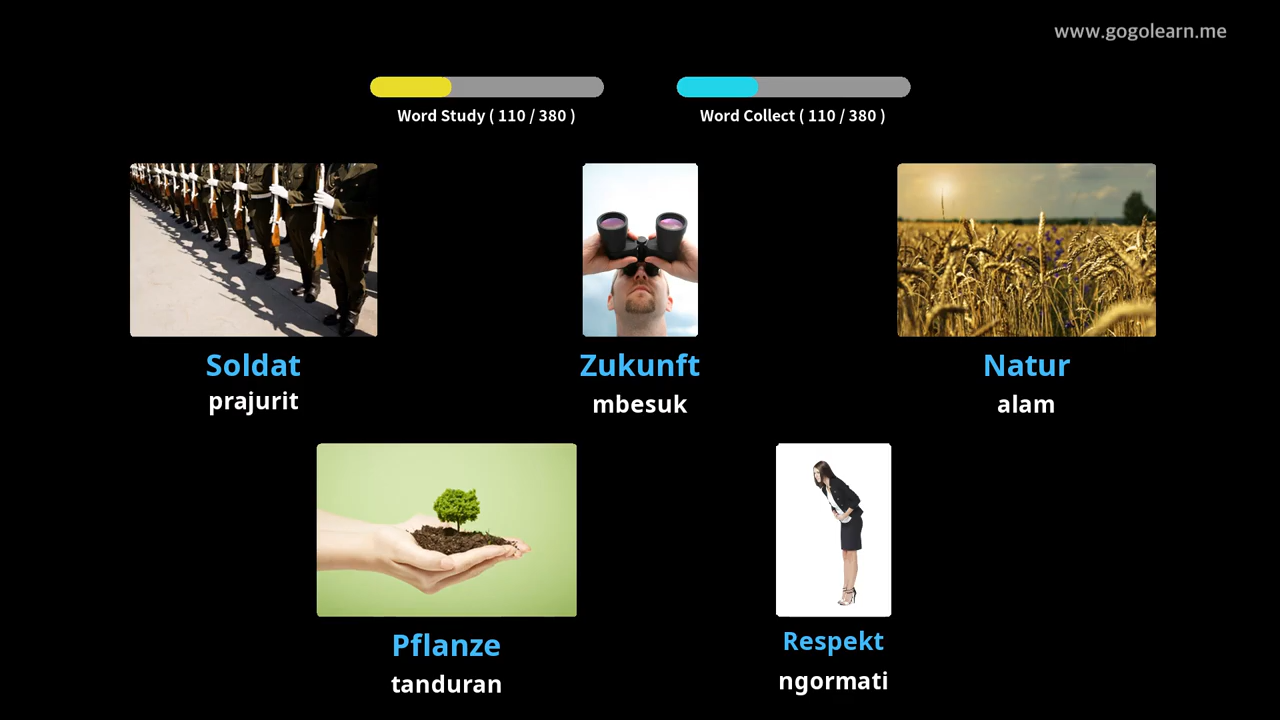 www.gogolearn.me
Word Study ( 110 / 380 )
Word Collect ( 110 / 380 )
Soldat
prajurit
Zukunft
mbesuk
Natur
alam
Pflanze
tanduran
Respekt
ngormati